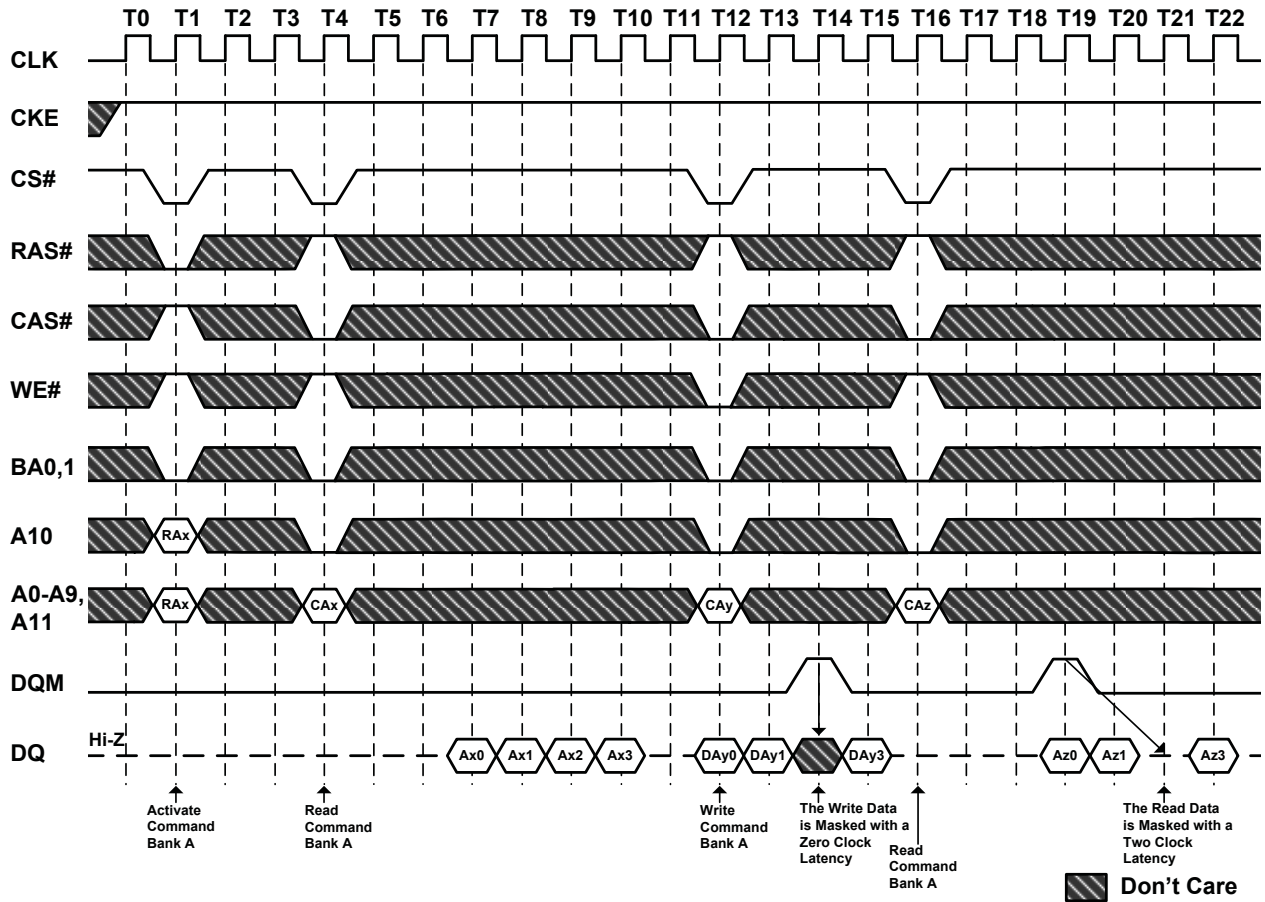 T0 T1 T2 T3 T4 T5 T6 T7 T8 T9 T10 T11 T12 T13 T14 T15 T16 T17 T18 T19 T20 T21 T22
CLK
CKE
CS#
RAS#
CAS#
WE#
BA0,1
A10 RAx
A0-A9,
A11
RAx CAx CAy CAz
DQM
DQ
Hi-Z
Ax0 Ax1 Ax2 Ax3 DAy0 DAy1 DAy3 Az0 Az1 Az3
Activate
Command
Bank A
Read
Command
Bank A
Write
Command
Bank A
The Write Data
is Masked with a
Zero Clock
Latency
Read
Command
Bank A
The Read Data
is Masked with a
Two Clock
Latency
Don't Care